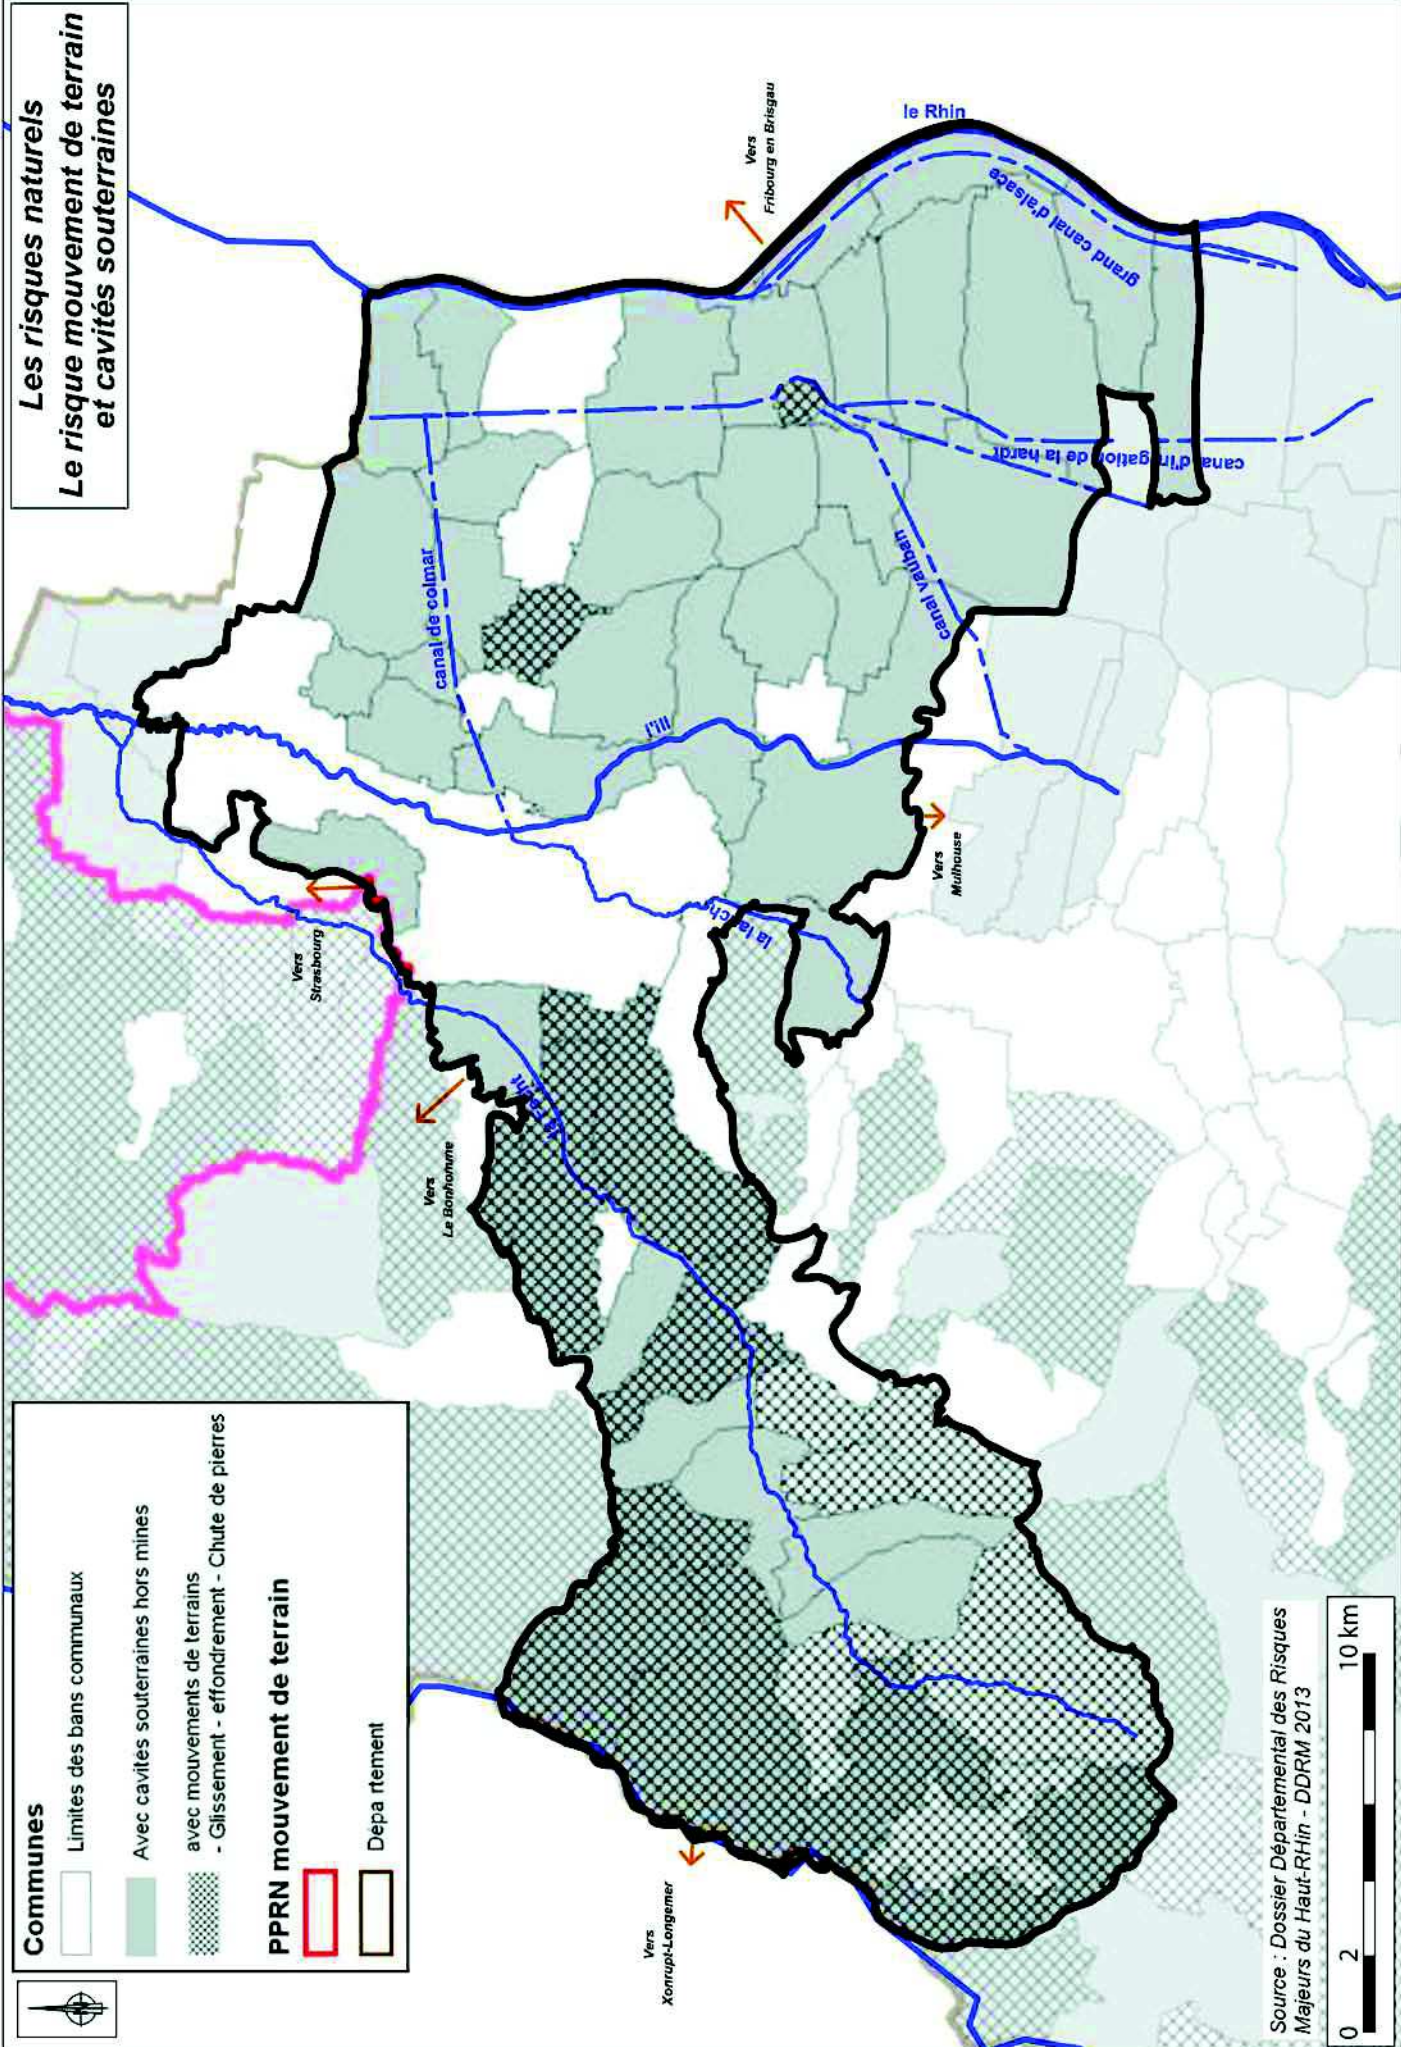 Les risques naturels
Le risque mouvement de terrain
et cavités souterraines
Communes
Limites des bans communaux
Avec cavités souterraines hors mines
avec mouvements de terrains
- Glissement - effondrement - Chute de pierres
PPRN mouvement de terrain
Depa rtement
Vers
Strasbourg
Vers
Le Bonhomme
Vers
Xonrupt-Longemer
Vers
Mulhouse
Vers
Fribourg en Brisgau
le Rhin
grand canal d'alsace
canal de colmar
canal vauban
canal d'irrigation de la hardt
l'Ill
la Fecht
Source : Dossier Départemental des Risques
Majeurs du Haut-RHin - DDRM 2013
0 2 10 km